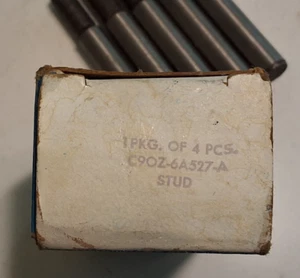 1 PKG. OF 4 PCS.
C9OZ-6A527-A
STUD